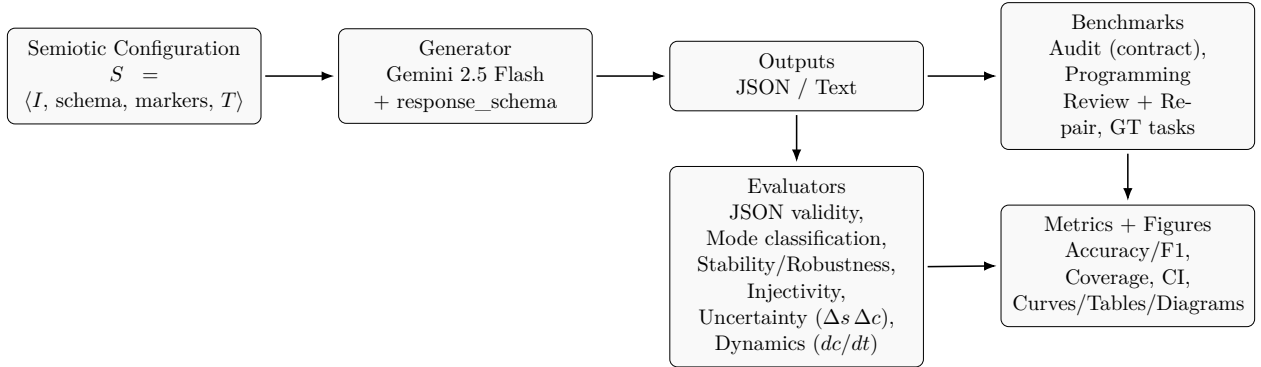 Semiotic Configuration
S =
⟨I, schema, markers, T⟩
Generator
Gemini 2.5 Flash
+ response_schema
Outputs
JSON / Text
Benchmarks
Audit (contract),
Programming
Review + Re-
pair, GT tasks
Evaluators
JSON validity,
Mode classification,
Stability/Robustness,
Injectivity,
Uncertainty (Δs Δc),
Dynamics (dc/dt)
Metrics + Figures
Accuracy/F1,
Coverage, CI,
Curves/Tables/Diagrams